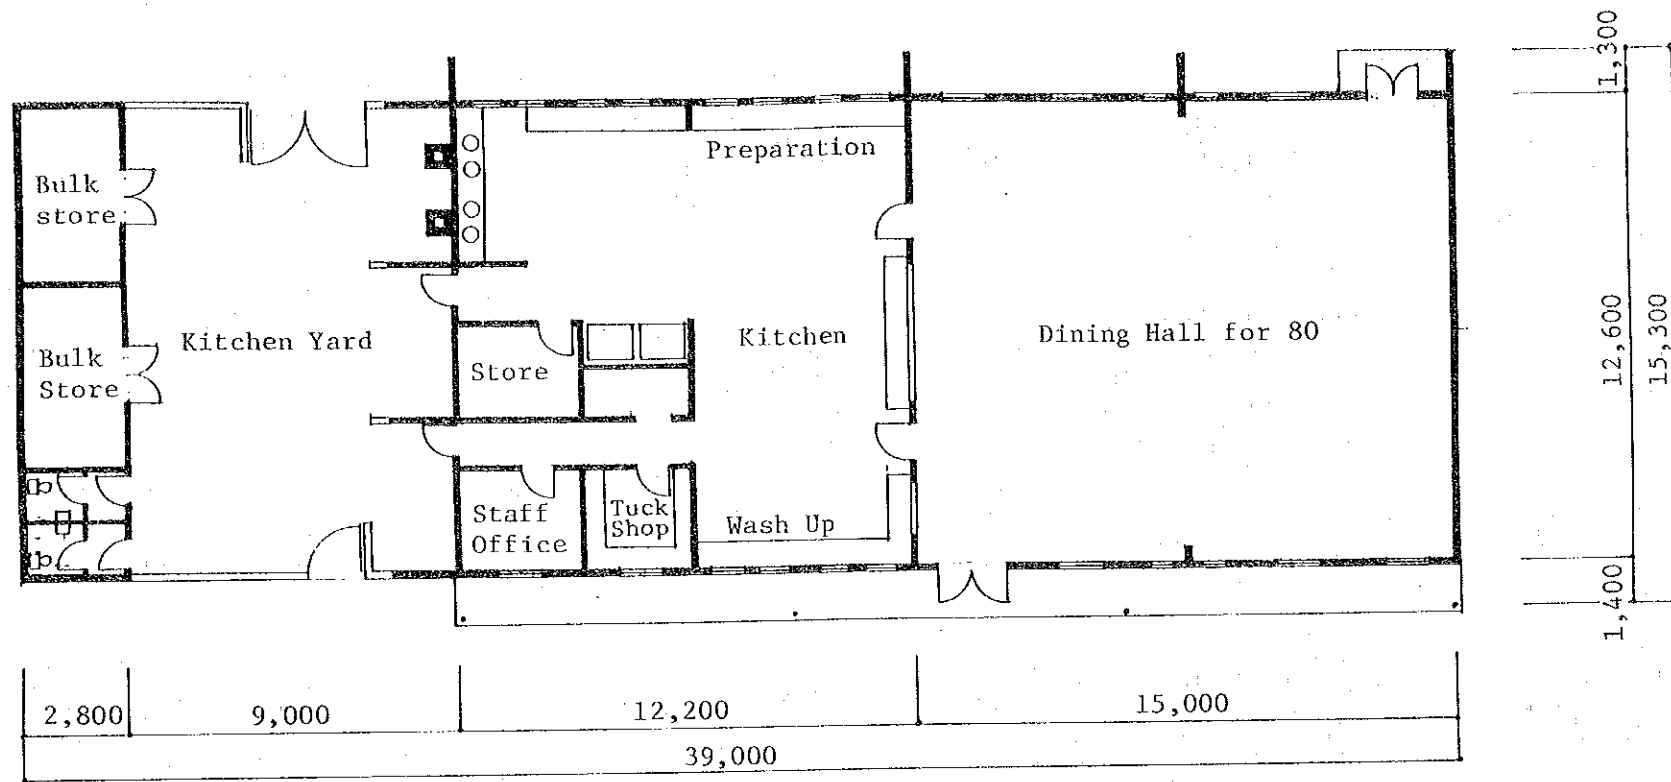 Bulk
store
Preparation
Kitchen Yard
Bulk
Store
Store
Kitchen
Dining Hall for 80
Staff
Office
Tuck
Shop
Wash Up
1,300
12,600
15,300
1,400
2,800
9,000
12,200
15,000
39,000